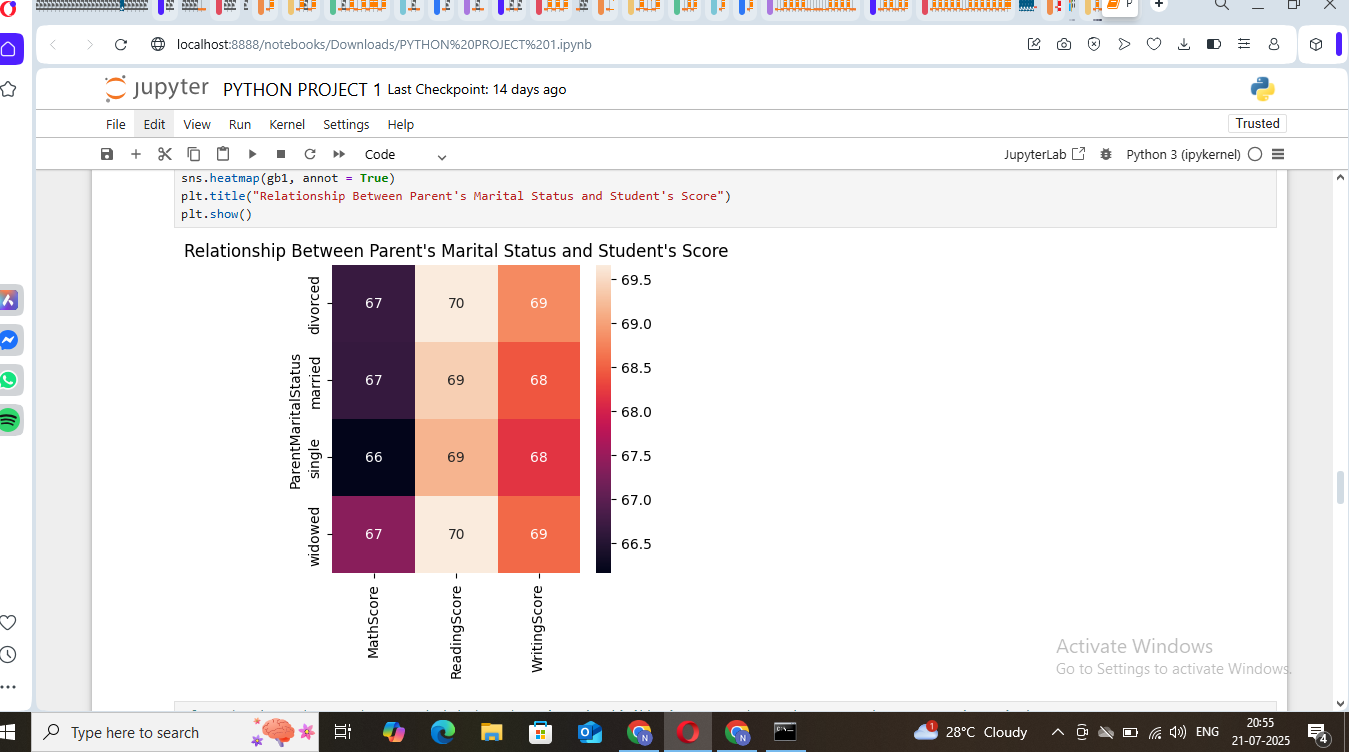 P
localhost:8888/notebooks/Downloads/PYTHON%20PROJECT%201.ipynb
jupyter PYTHON PROJECT 1 Last Checkpoint: 14 days ago
File Edit View Run Kernel Settings Help
Trusted
Code
JupyterLab Python 3 (ipykernel)
sns.heatmap(gb1, annot = True)
plt.title("Relationship Between Parent's Marital Status and Student's Score")
plt.show()
Relationship Between Parent's Marital Status and Student's Score
ParentMaritalStatus
divorced 67 70 69
married 67 69 68
single 66 69 68
widowed 67 70 69
MathScore ReadingScore WritingScore
69.5
69.0
68.5
68.0
67.5
67.0
66.5
Activate Windows
Go to Settings to activate Windows.
Type here to search
1
28°C Cloudy
ENG
20:55
21-07-2025
4